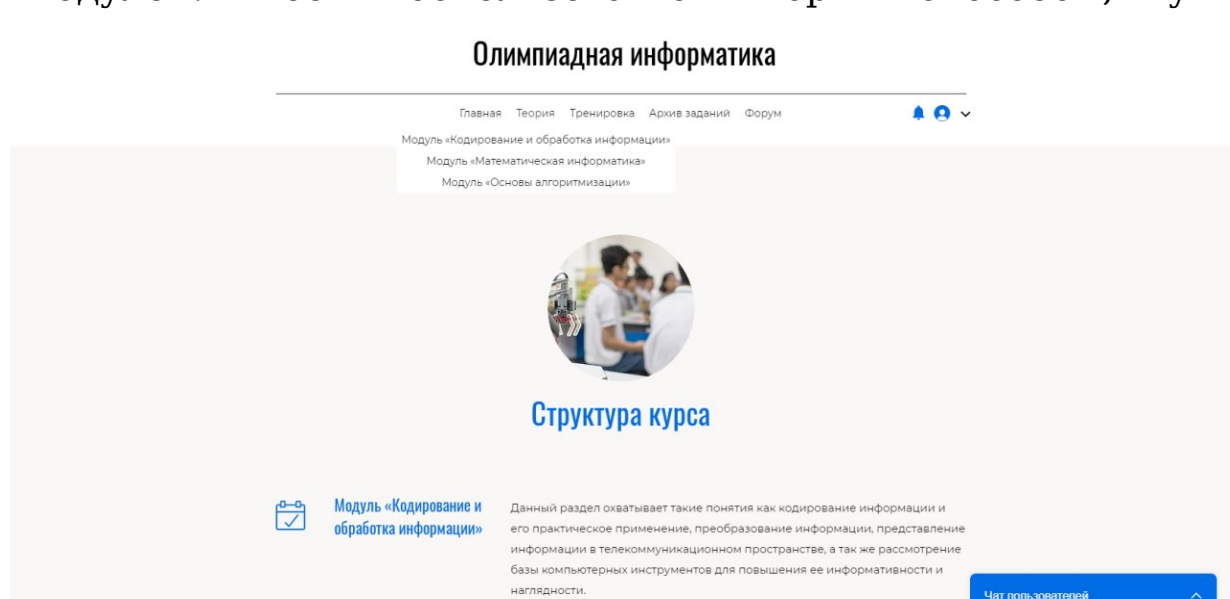 Олимпиадная информатика
Главная Теория Тренировка Архив заданий Форум
Модуль «Кодирование и обработка информации»
Модуль «Математическая информатика»
Модуль «Основы алгоритмизации»
Структура курса
Модуль «Кодирование и
обработка информации»
Данный раздел охватывает такие понятия как кодирование информации и
его практическое применение, преобразование информации, представление
информации в телекоммуникационном пространстве, а так же рассмотрение
базы компьютерных инструментов для повышения ее информативности и
наглядности.
Чат пользователей